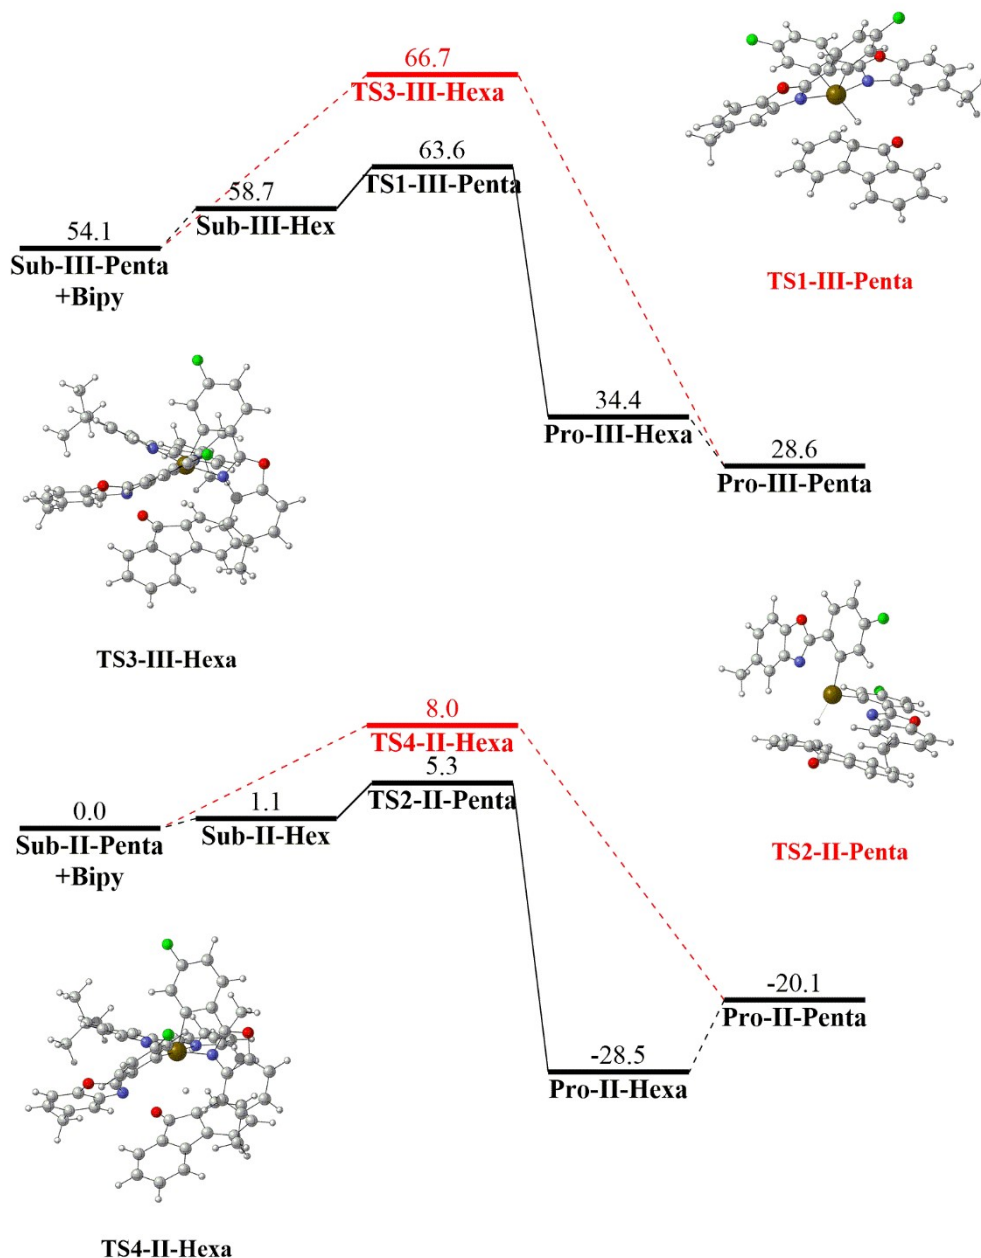 66.7
TS3-III-Hexa
63.6
TS1-III-Penta
58.7
Sub-III-Hex
54.1
Sub-III-Penta
+Bipy
TS1-III-Penta
34.4
Pro-III-Hexa
28.6
Pro-III-Penta
TS3-III-Hexa
8.0
TS4-II-Hexa
5.3
TS2-II-Penta
1.1
Sub-II-Hex
0.0
Sub-II-Penta
+Bipy
TS2-II-Penta
-20.1
Pro-II-Penta
-28.5
Pro-II-Hexa
TS4-II-Hexa